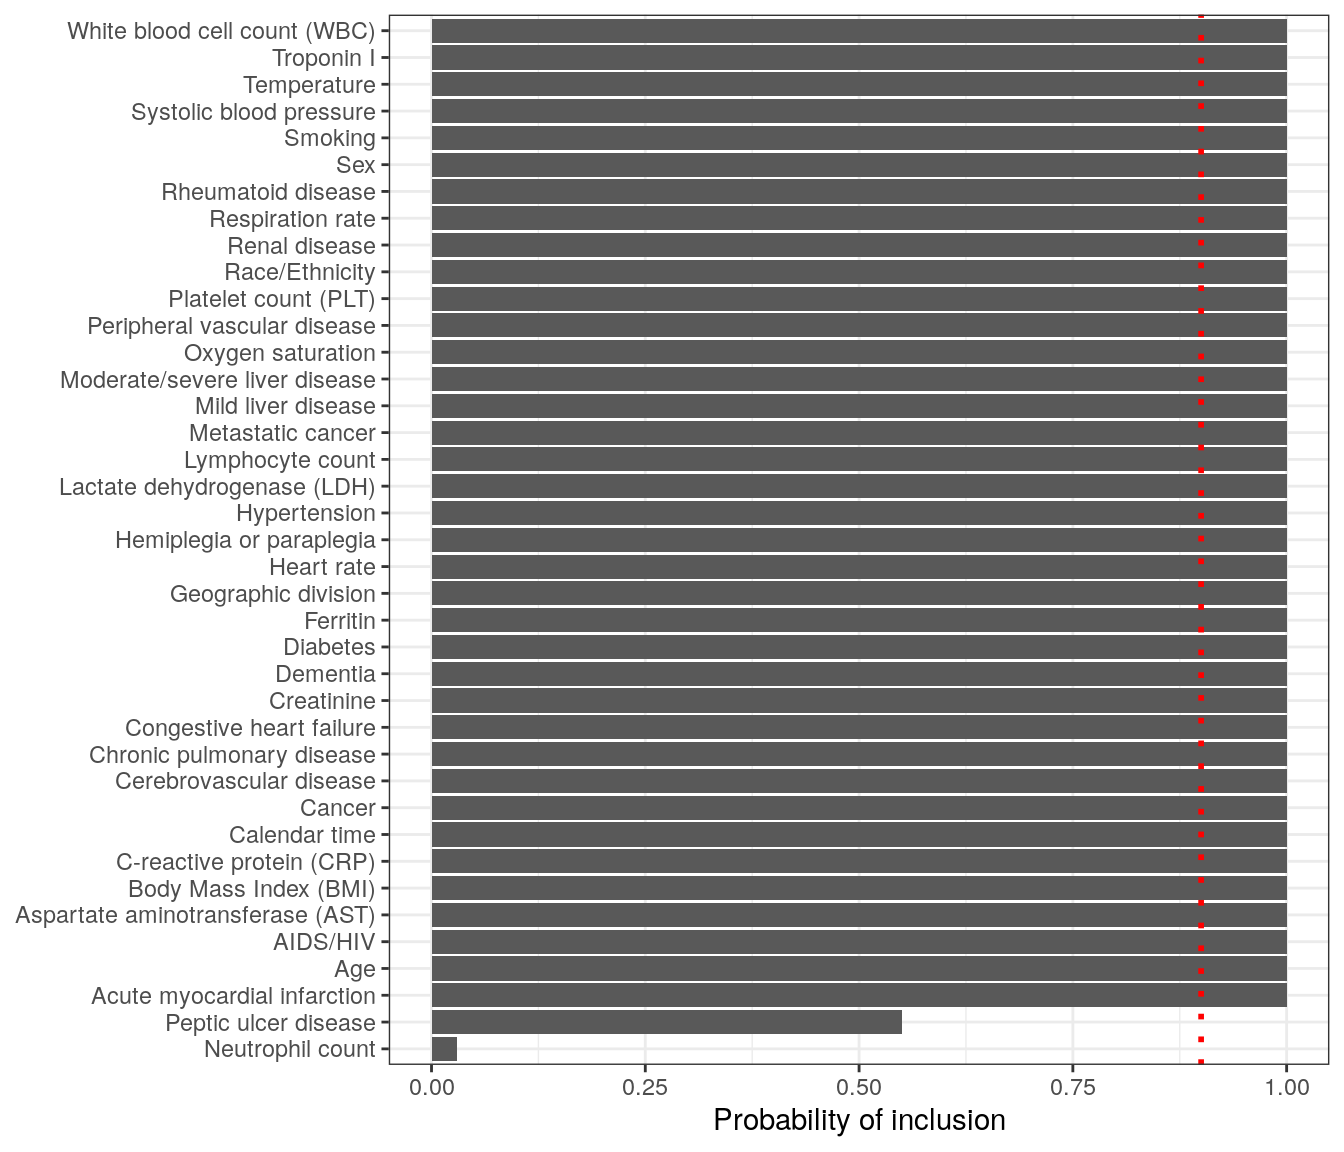 White blood cell count (WBC)
Troponin I
Temperature
Systolic blood pressure
Smoking
Sex
Rheumatoid disease
Respiration rate
Renal disease
Race/Ethnicity
Platelet count (PLT)
Peripheral vascular disease
Oxygen saturation
Moderate/severe liver disease
Mild liver disease
Metastatic cancer
Lymphocyte count
Lactate dehydrogenase (LDH)
Hypertension
Hemiplegia or paraplegia
Heart rate
Geographic division
Ferritin
Diabetes
Dementia
Creatinine
Congestive heart failure
Chronic pulmonary disease
Cerebrovascular disease
Cancer
Calendar time
C-reactive protein (CRP)
Body Mass Index (BMI)
Aspartate aminotransferase (AST)
AIDS/HIV
Age
Acute myocardial infarction
Peptic ulcer disease
Neutrophil count
0.00 0.25 0.50 0.75 1.00
Probability of inclusion